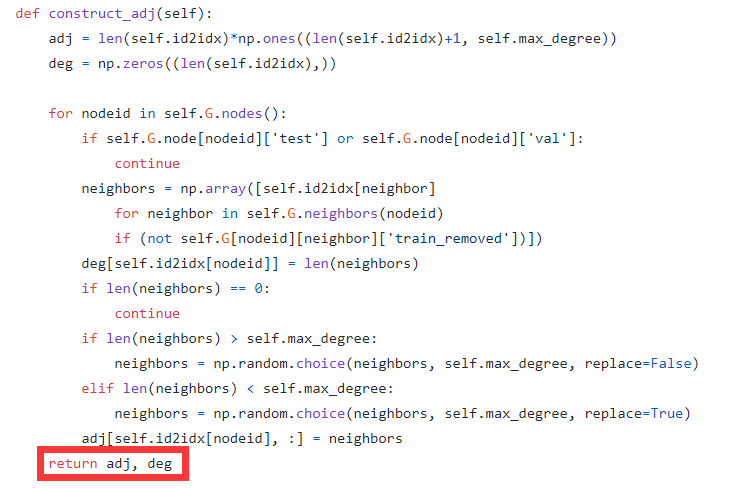 def construct_adj(self):
    adj = len(self.id2idx)*np.ones((len(self.id2idx)+1, self.max_degree))
    deg = np.zeros((len(self.id2idx),))

    for nodeid in self.G.nodes():
        if self.G.node[nodeid]['test'] or self.G.node[nodeid]['val']:
            continue
        neighbors = np.array([self.id2idx[neighbor]
            for neighbor in self.G.neighbors(nodeid)
            if (not self.G[nodeid][neighbor]['train_removed'])])
        deg[self.id2idx[nodeid]] = len(neighbors)
        if len(neighbors) == 0:
            continue
        if len(neighbors) > self.max_degree:
            neighbors = np.random.choice(neighbors, self.max_degree, replace=False)
        elif len(neighbors) < self.max_degree:
            neighbors = np.random.choice(neighbors, self.max_degree, replace=True)
        adj[self.id2idx[nodeid], :] = neighbors
    return adj, deg